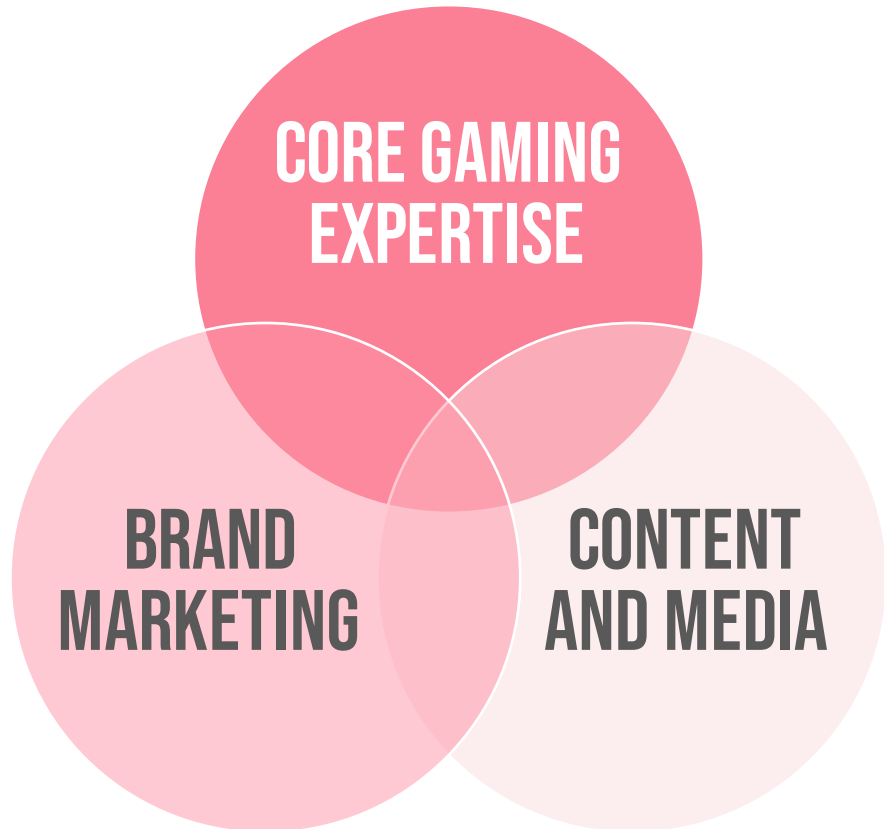 CORE GAMING
EXPERTISE
BRAND
MARKETING
CONTENT
AND MEDIA